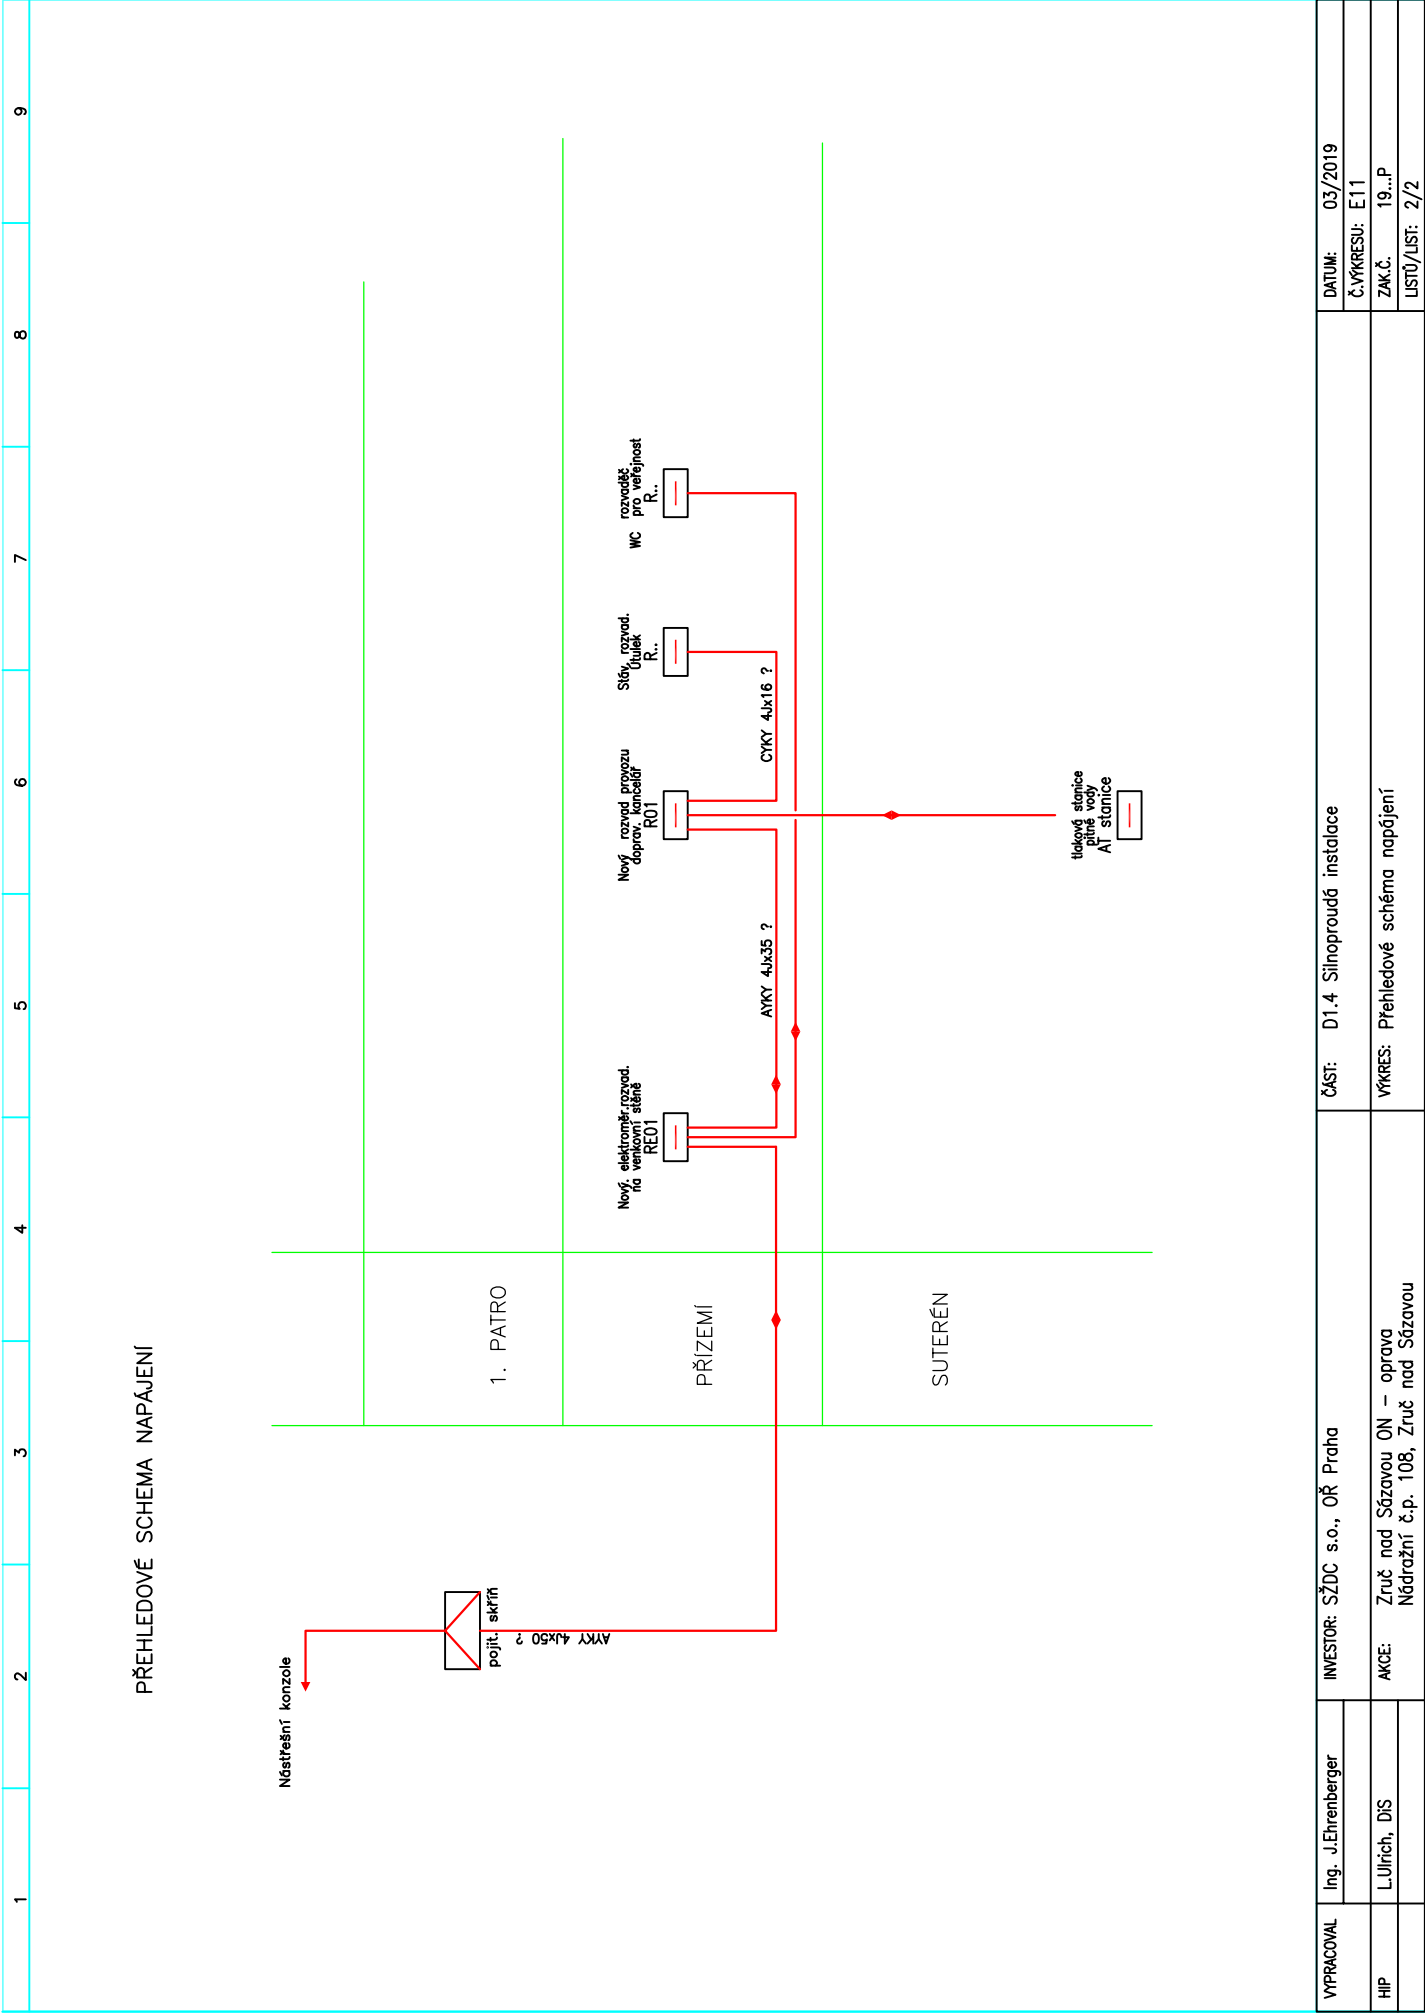 1 2 3 4 5 6 7 8 9
PŘEHLEDOVÉ SCHEMA NAPÁJENÍ
Nástřešní konzole
pojit. skříň
AYKY 4Jx50 ?
1. PATRO
PŘÍZEMÍ
SUTERÉN
Nový. elektroměr.rozvad.
na venkovní stěně
RE01
AYKY 4Jx35 ?
Nový rozvad provozu
doprav. kancelář
R01
CYKY 4Jx16 ?
Stáv. rozvad.
Útulek
R..
rozvaděč
WC pro veřejnost
R..
tlaková stanice
pitné vody
AT stanice
VYPRACOVAL Ing. J.Ehrenberger
HIP L.Ulrich, DiS
INVESTOR: SŽDC s.o., OŘ Praha
AKCE: Zruč nad Sázavou ON – oprava
Nádražní č.p. 108, Zruč nad Sázavou
ČÁST: D1.4 Silnoproudá instalace
VÝKRES: Přehledové schéma napájení
DATUM: 03/2019
Č.VÝKRESU: E11
ZAK.Č. 19...P
LISTŮ/LIST: 2/2